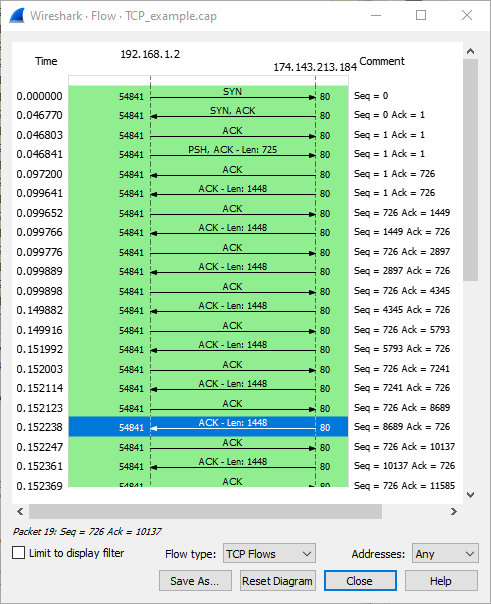 Wireshark · Flow · TCP_example.cap
192.168.1.2
Time 174.143.213.184 Comment
0.000000 54841 SYN 80 Seq = 0
0.046770 54841 SYN, ACK 80 Seq = 0 Ack = 1
0.046803 54841 ACK 80 Seq = 1 Ack = 1
0.046841 54841 PSH, ACK - Len: 725 80 Seq = 1 Ack = 1
0.097200 54841 ACK 80 Seq = 1 Ack = 726
0.099641 54841 ACK - Len: 1448 80 Seq = 1 Ack = 726
0.099652 54841 ACK 80 Seq = 726 Ack = 1449
0.099766 54841 ACK - Len: 1448 80 Seq = 1449 Ack = 726
0.099776 54841 ACK 80 Seq = 726 Ack = 2897
0.099889 54841 ACK - Len: 1448 80 Seq = 2897 Ack = 726
0.099898 54841 ACK 80 Seq = 726 Ack = 4345
0.149882 54841 ACK - Len: 1448 80 Seq = 4345 Ack = 726
0.149916 54841 ACK 80 Seq = 726 Ack = 5793
0.151992 54841 ACK - Len: 1448 80 Seq = 5793 Ack = 726
0.152003 54841 ACK 80 Seq = 726 Ack = 7241
0.152114 54841 ACK - Len: 1448 80 Seq = 7241 Ack = 726
0.152123 54841 ACK 80 Seq = 726 Ack = 8689
0.152238 54841 ACK - Len: 1448 80 Seq = 8689 Ack = 726
0.152247 54841 ACK 80 Seq = 726 Ack = 10137
0.152361 54841 ACK - Len: 1448 80 Seq = 10137 Ack = 726
0.152369 54841 ACK 80 Seq = 726 Ack = 11585
Packet 19: Seq = 726 Ack = 10137
Limit to display filter Flow type: TCP Flows Addresses: Any
Save As... Reset Diagram Close Help